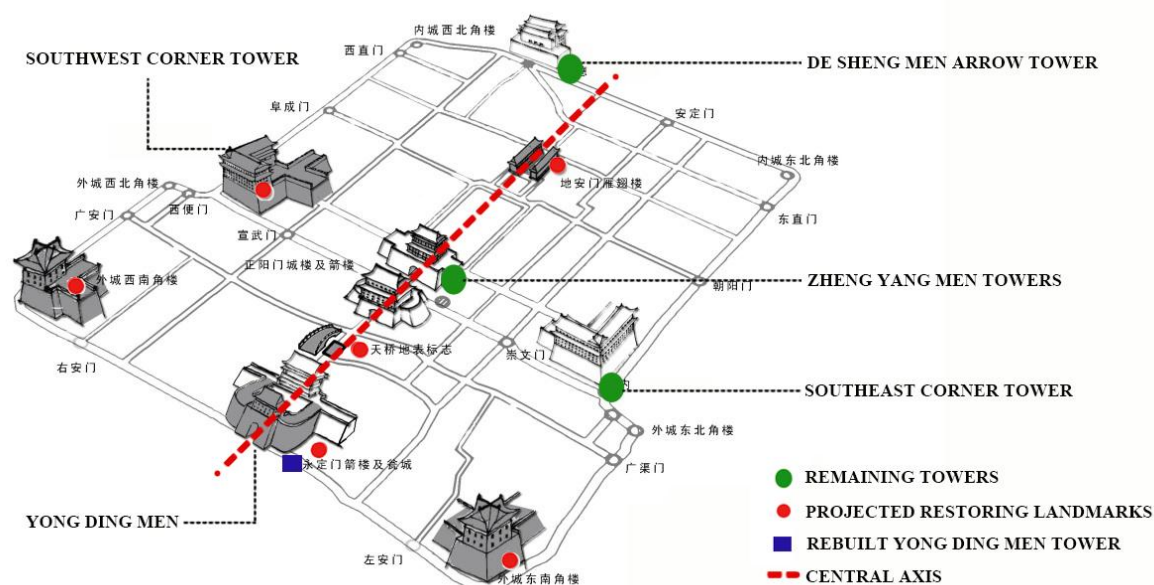 内城西北角楼
西直门
SOUTHWEST CORNER TOWER
DE SHENG MEN ARROW TOWER
阜成门
安定门
内城东北角楼
外城西北角楼
地安门雁翅楼
西便门
广安门
东直门
宣武门
正阳门城楼及箭楼
外城西南角楼
ZHENG YANG MEN TOWERS
朝阳门
天桥地表标志
崇文门
右安门
内
SOUTHEAST CORNER TOWER
外城东北角楼
永定门箭楼及瓮城
广渠门
REMAINING TOWERS
PROJECTED RESTORING LANDMARKS
YONG DING MEN
REBUILT YONG DING MEN TOWER
左安门
外城东南角楼
CENTRAL AXIS